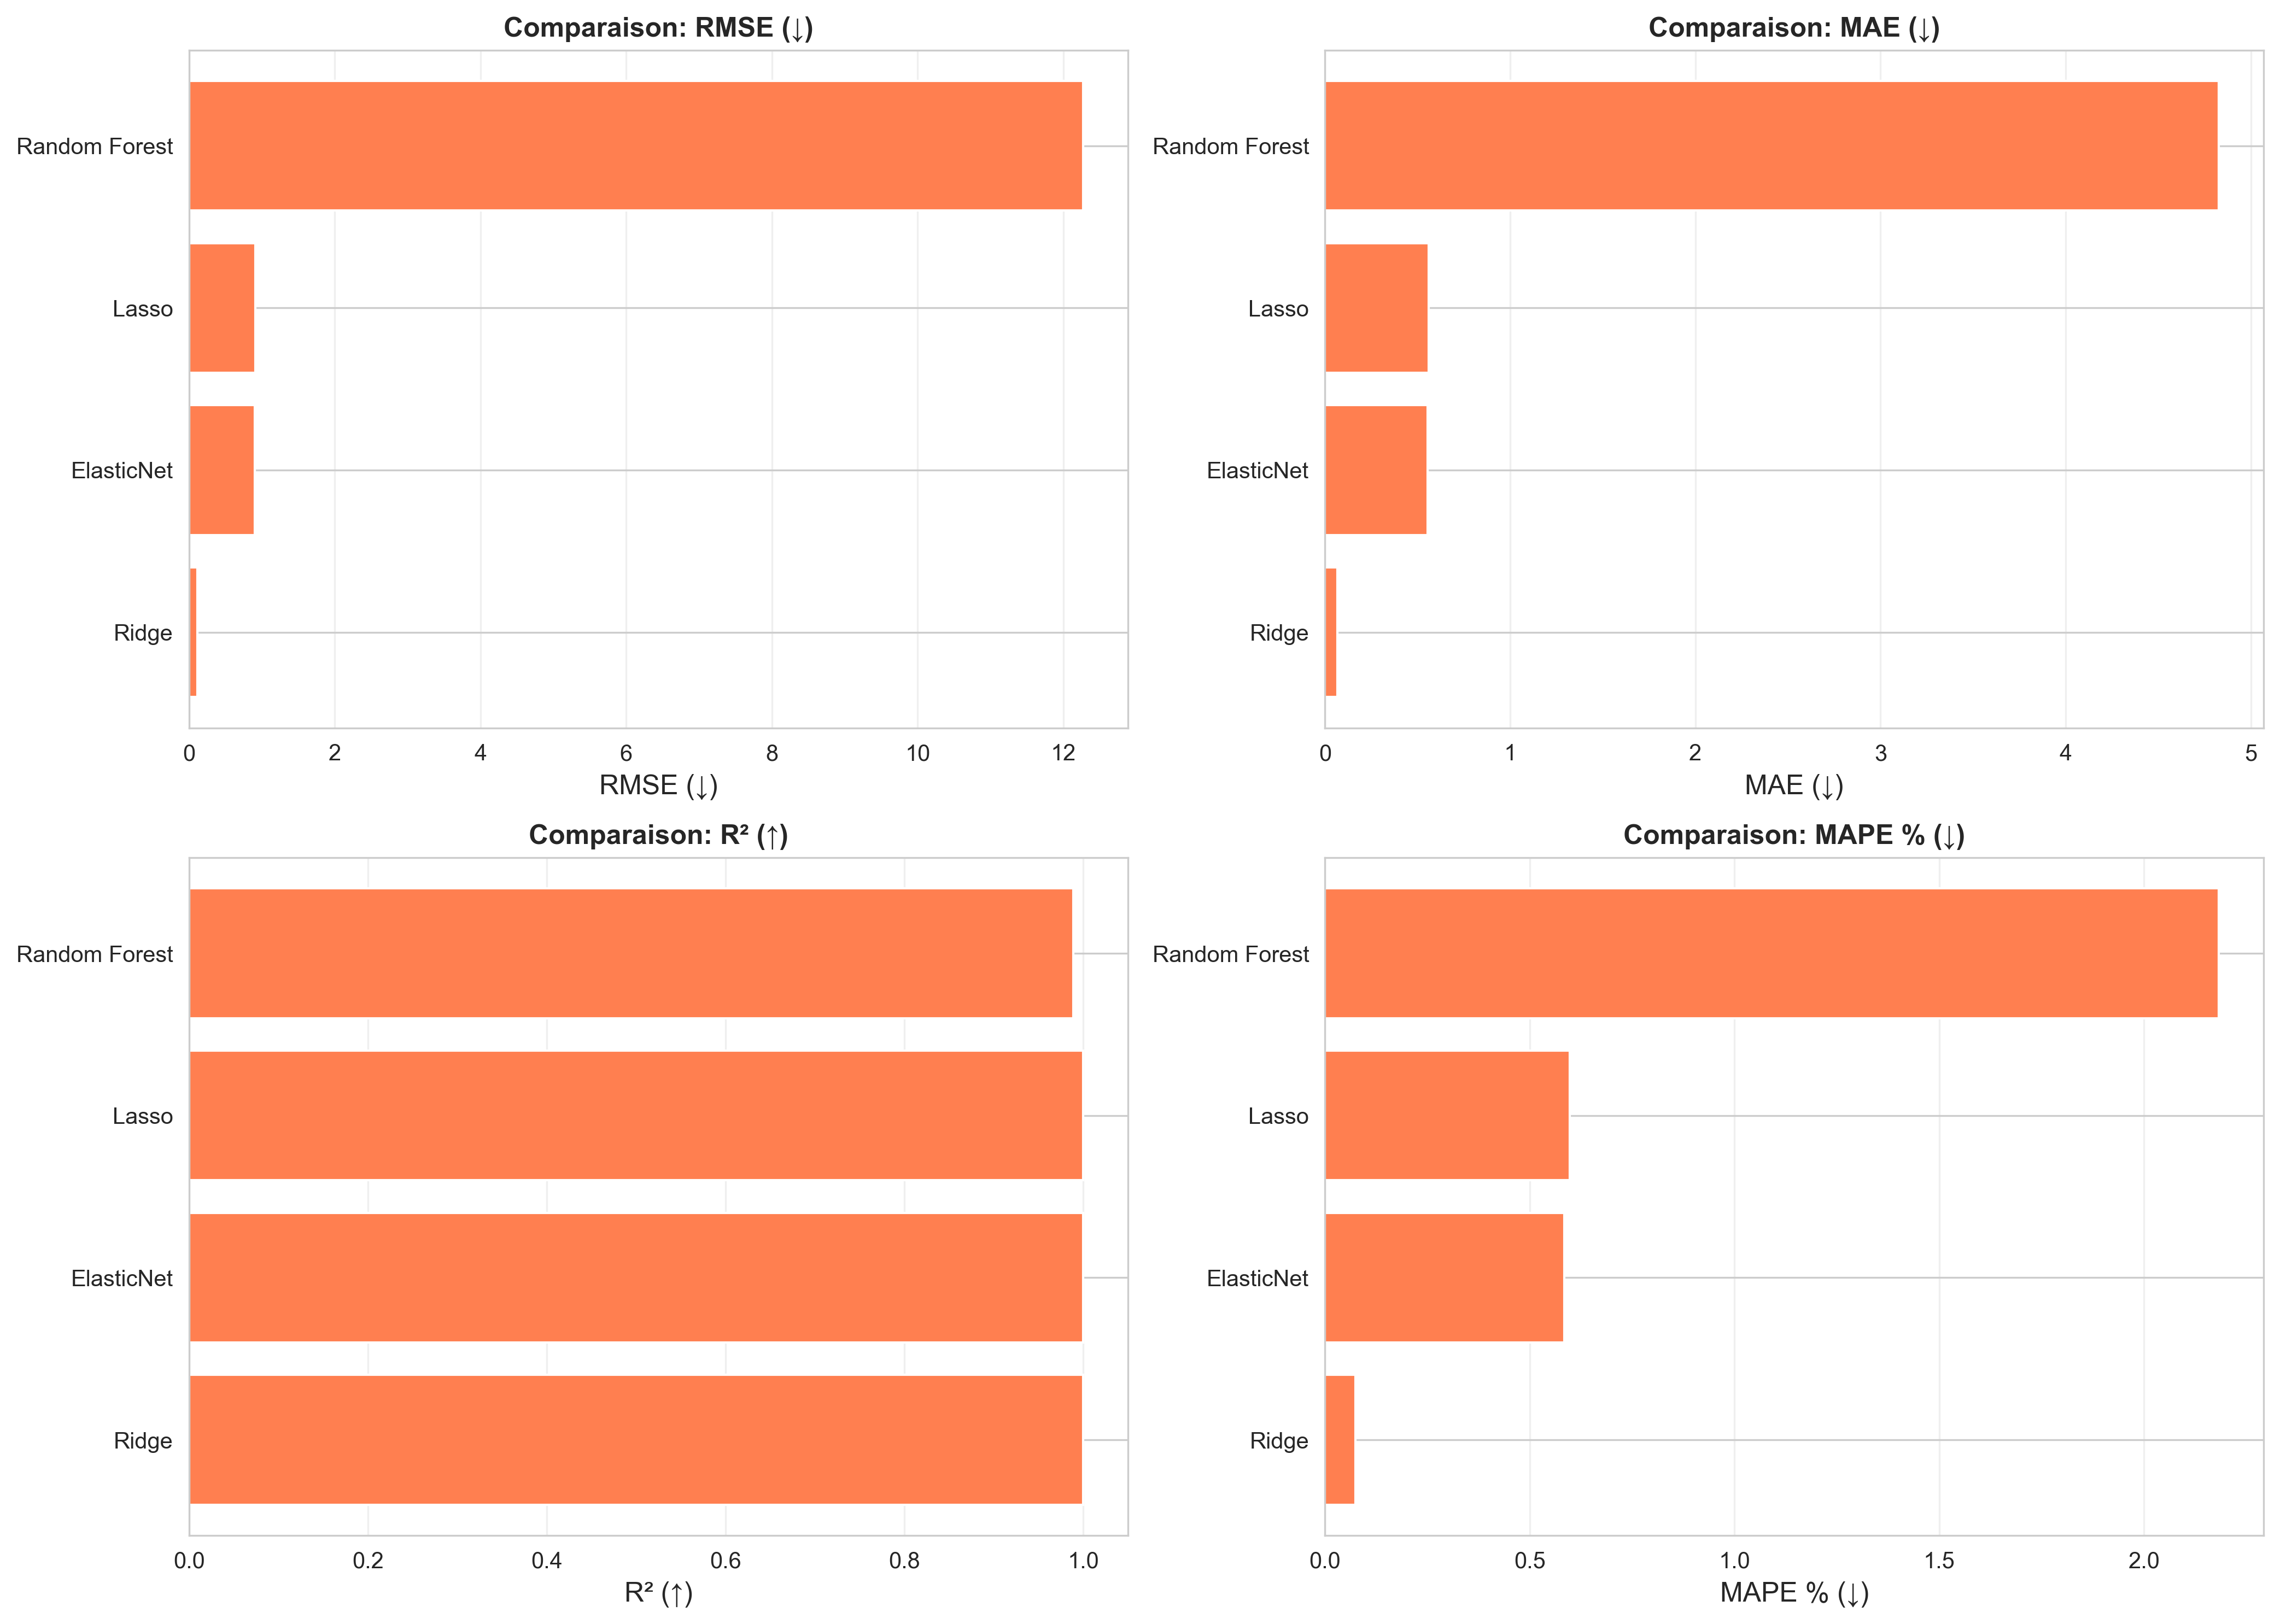 Comparaison: RMSE (↓)
Random Forest
Lasso
ElasticNet
Ridge
0 2 4 6 8 10 12
RMSE (↓)
Comparaison: MAE (↓)
Random Forest
Lasso
ElasticNet
Ridge
0 1 2 3 4 5
MAE (↓)
Comparaison: R² (↑)
Random Forest
Lasso
ElasticNet
Ridge
0.0 0.2 0.4 0.6 0.8 1.0
R² (↑)
Comparaison: MAPE % (↓)
Random Forest
Lasso
ElasticNet
Ridge
0.0 0.5 1.0 1.5 2.0
MAPE % (↓)